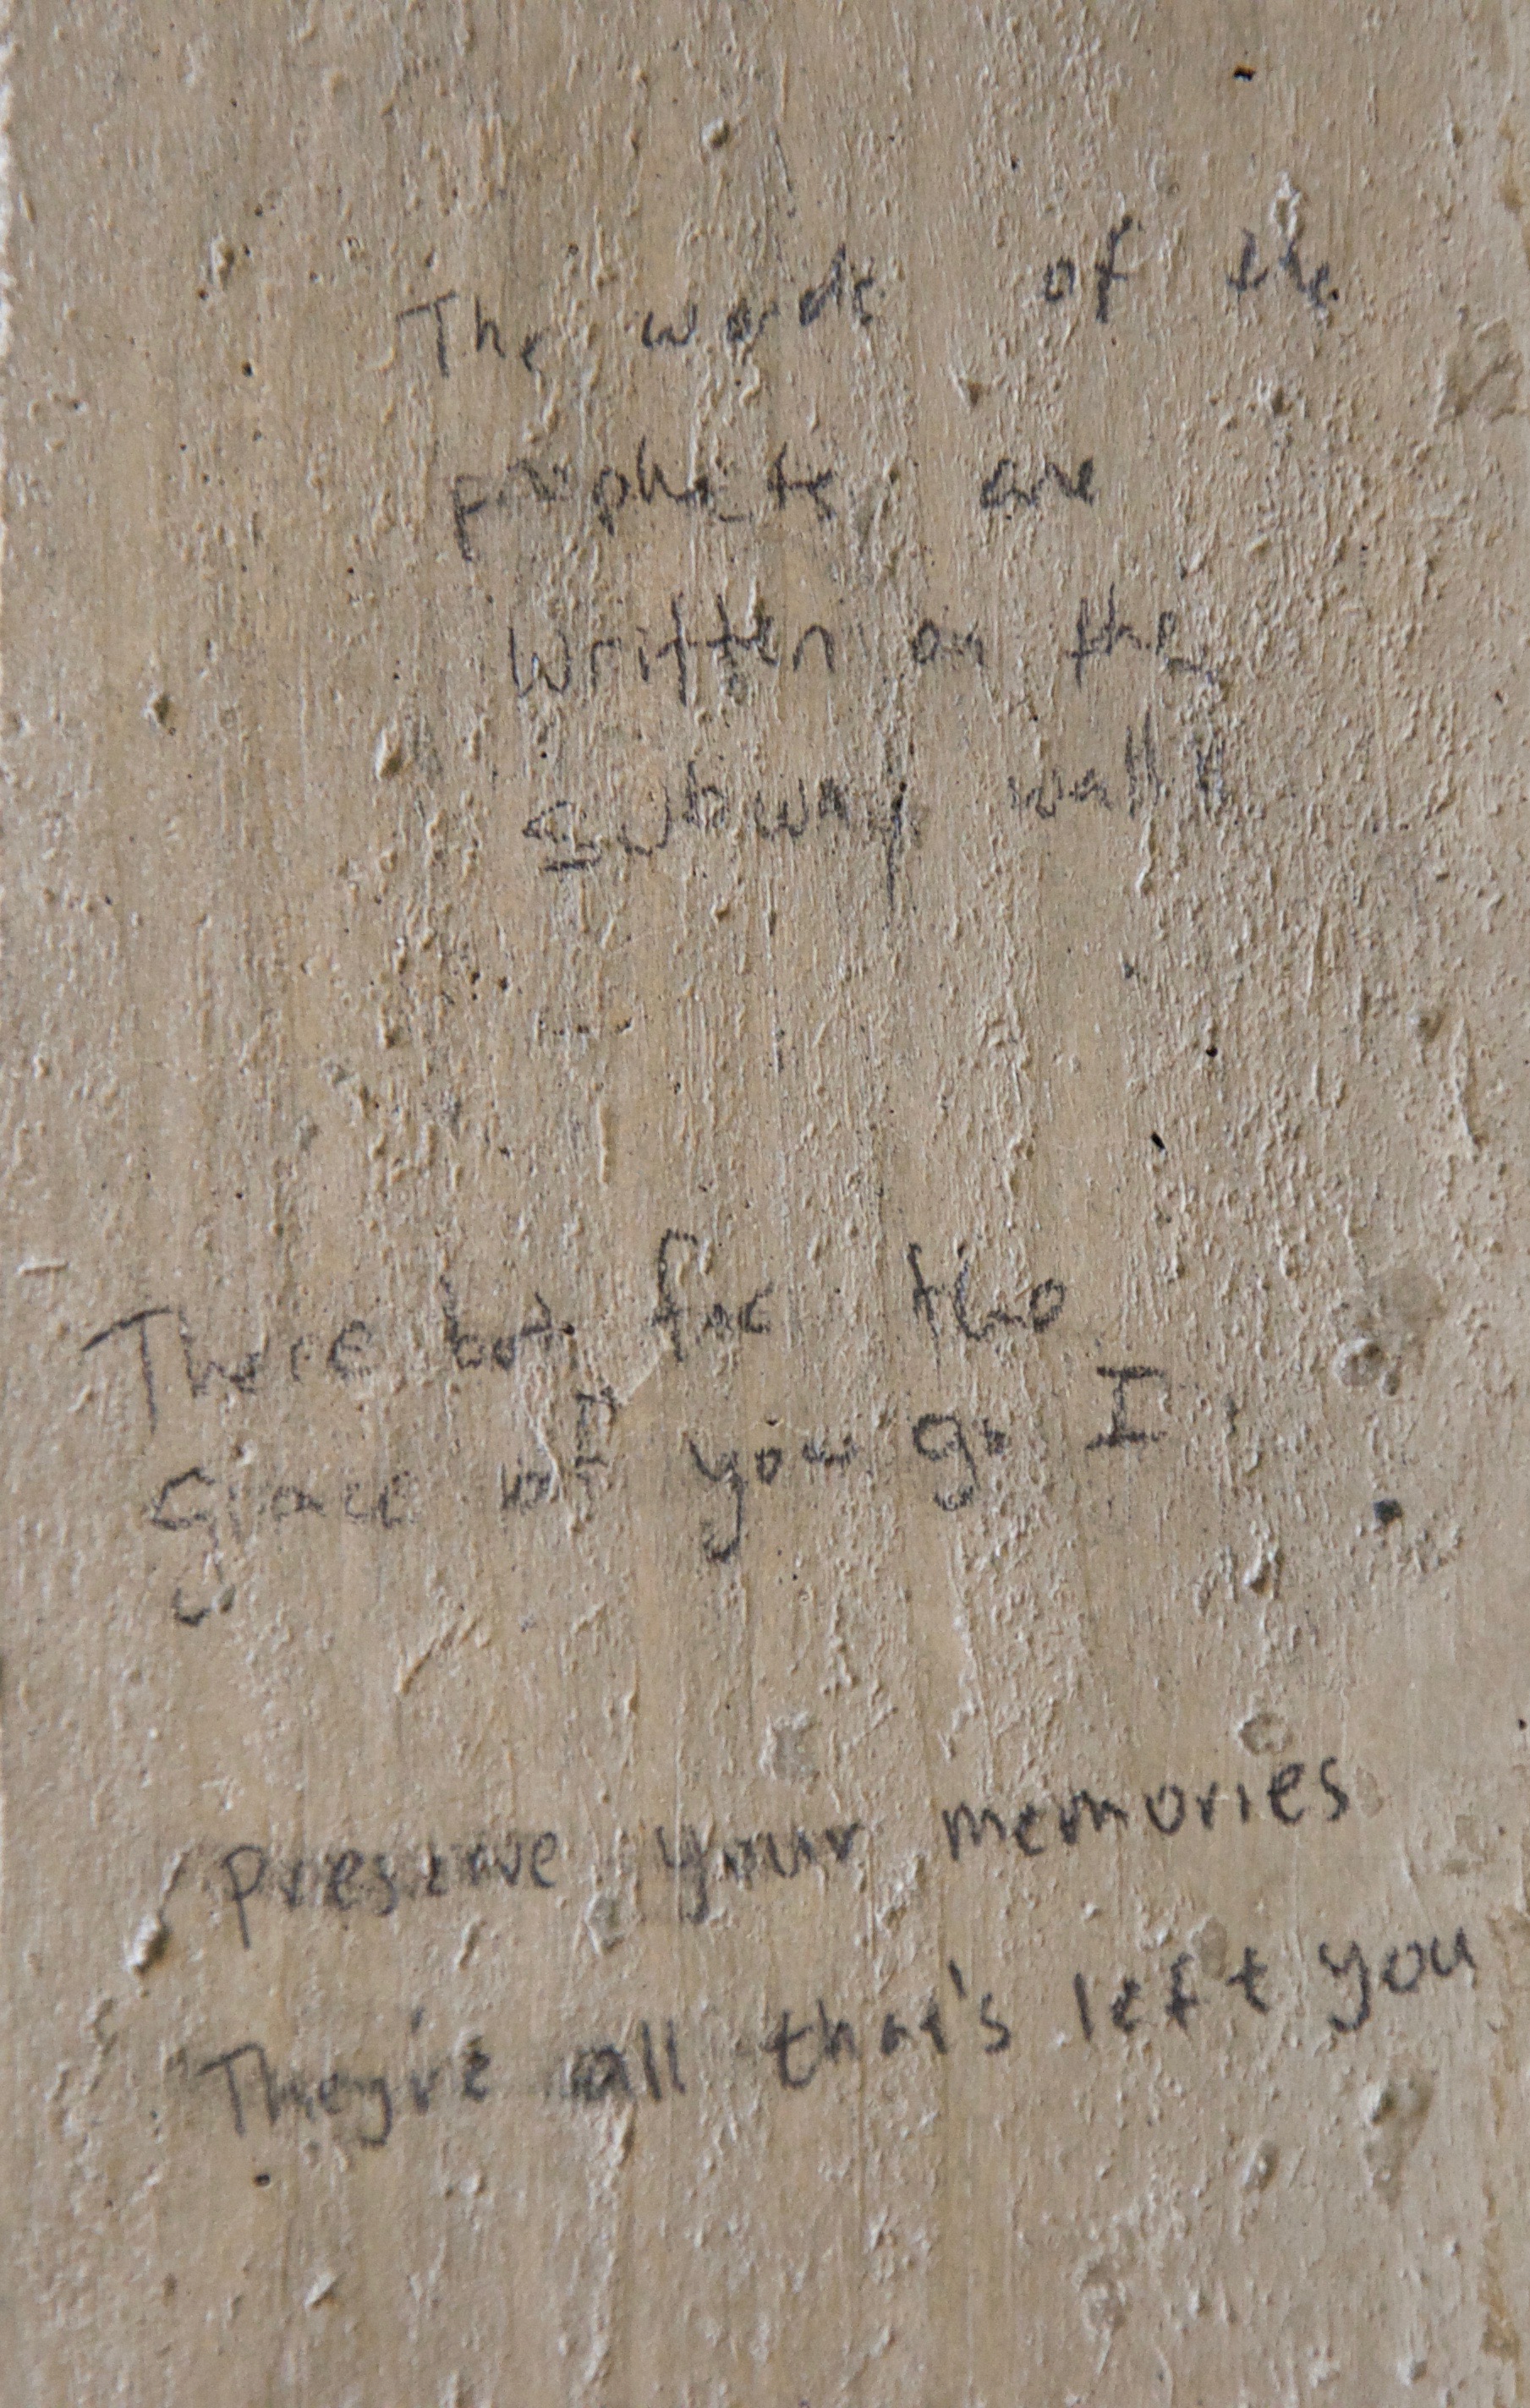 The words of the
prophets are
written on the
subway walls
There but for the
Grace of you go I
preserve your memories
They're all that's left you